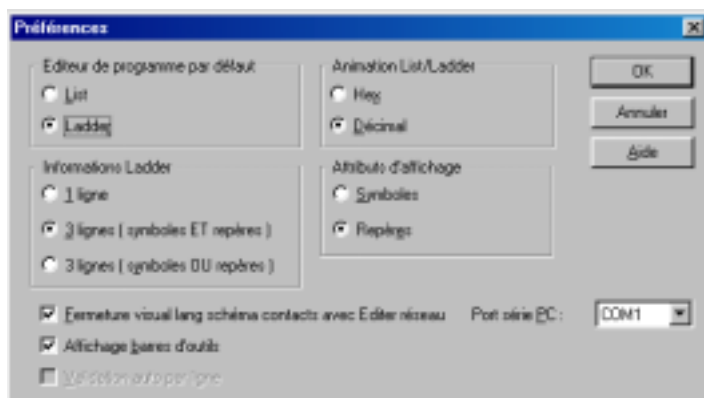 Préférences
Editeur de programme par défaut
List
Ladder
Animation List/Ladder
Hex
Décimal
OK
Annuler
Aide
Informations Ladder
1 ligne
3 lignes ( symboles ET repères )
3 lignes ( symboles OU repères )
Attributs d'affichage
Symboles
Repères
Fermeture visual lang schéma contacts avec Editer réseau
Port série PC :
COM1
Affichage barres d'outils
Validation auto par ligne